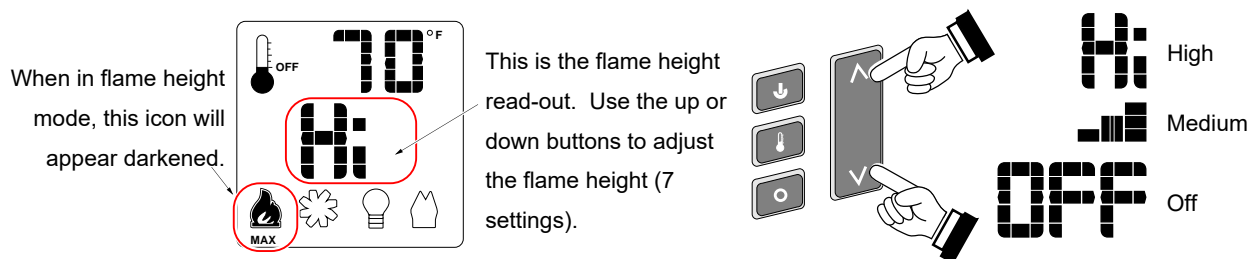 When in flame height
mode, this icon will
appear darkened.
70°F
OFF
Hi
MAX
This is the flame height
read-out. Use the up or
down buttons to adjust
the flame height (7
settings).
Hi
High
Medium
OFF
Off